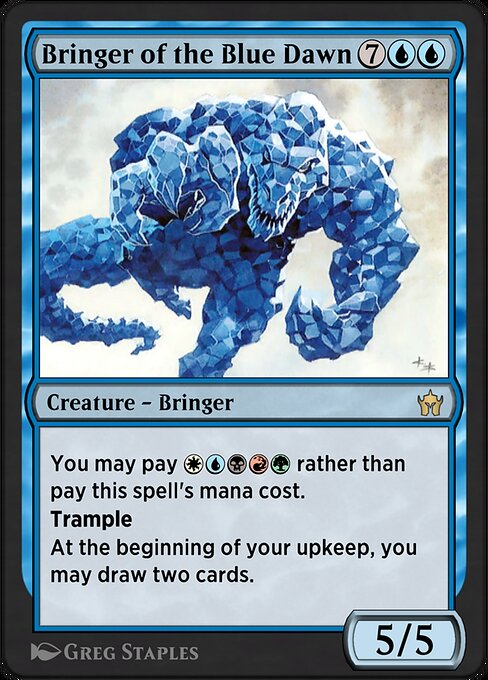 Bringer of the Blue Dawn 7
Creature – Bringer
You may pay rather than
pay this spell's mana cost.
Trample
At the beginning of your upkeep, you
may draw two cards.
5/5
Greg Staples